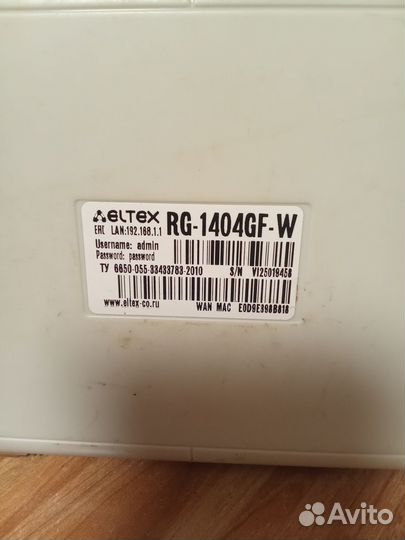 ELTEX RG-1404GF-W
EAC LAN:192.168.1.1
Username: admin
Password: password
ТУ 6650-055-33433783-2010 S/N VI25019458
www.eltex-co.ru WAN MAC E0D9E398B818
Avito